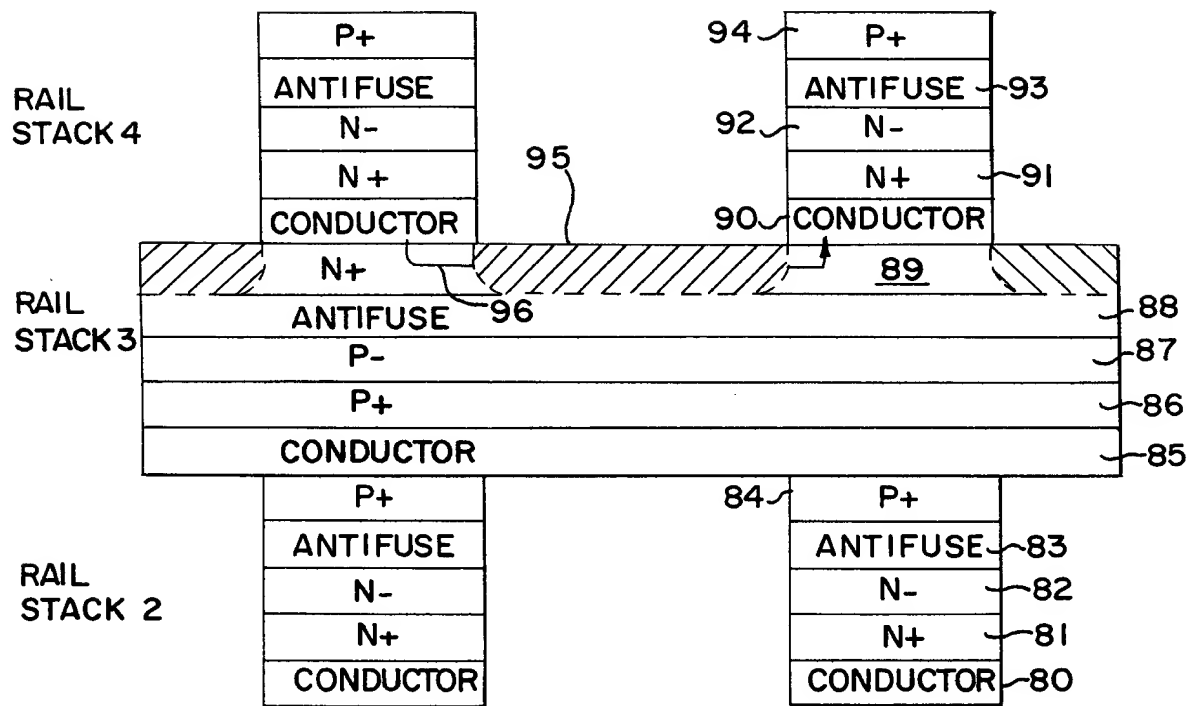 P+
94
P+
RAIL
STACK 4
ANTIFUSE
ANTIFUSE
93
N-
92
N-
95
N+
N+
91
CONDUCTOR
90
CONDUCTOR
N+
89
96
RAIL
STACK 3
ANTIFUSE
88
P-
87
P+
86
CONDUCTOR
85
P+
84
P+
ANTIFUSE
ANTIFUSE
83
RAIL
STACK 2
N-
N-
82
N+
N+
81
CONDUCTOR
CONDUCTOR
80